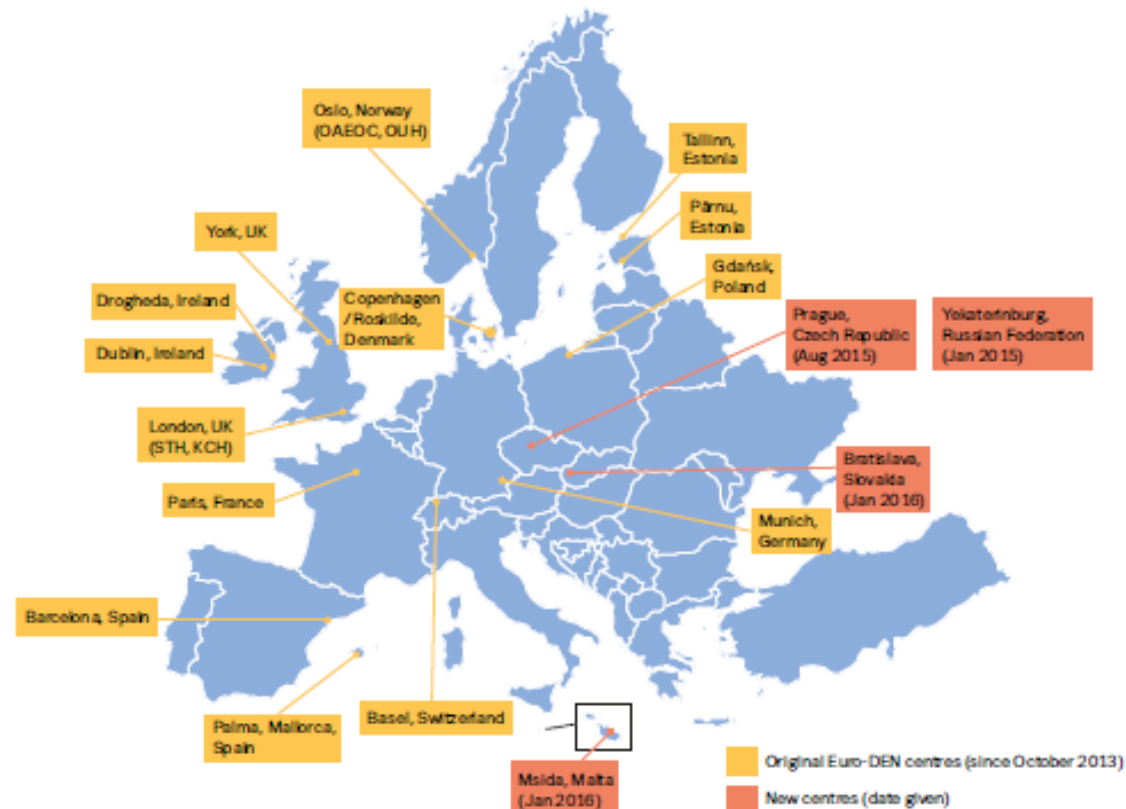 Oslo, Norway
(OAEOC, OUH)
Tallinn,
Estonia
Pärnu,
Estonia
York, UK
Gdańsk,
Poland
Drogheda, Ireland
Copenhagen
/ Roskilde,
Denmark
Prague,
Czech Republic
(Aug 2015)
Yekaterinburg,
Russian Federation
(Jan 2015)
Dublin, Ireland
London, UK
(STH, KCH)
Bratislava,
Slovakia
(Jan 2016)
Paris, France
Munich,
Germany
Barcelona, Spain
Palma, Mallorca,
Spain
Basel, Switzerland
Msida, Malta
(Jan 2016)
Original Euro-DEN centres (since October 2013)
New centres (date given)